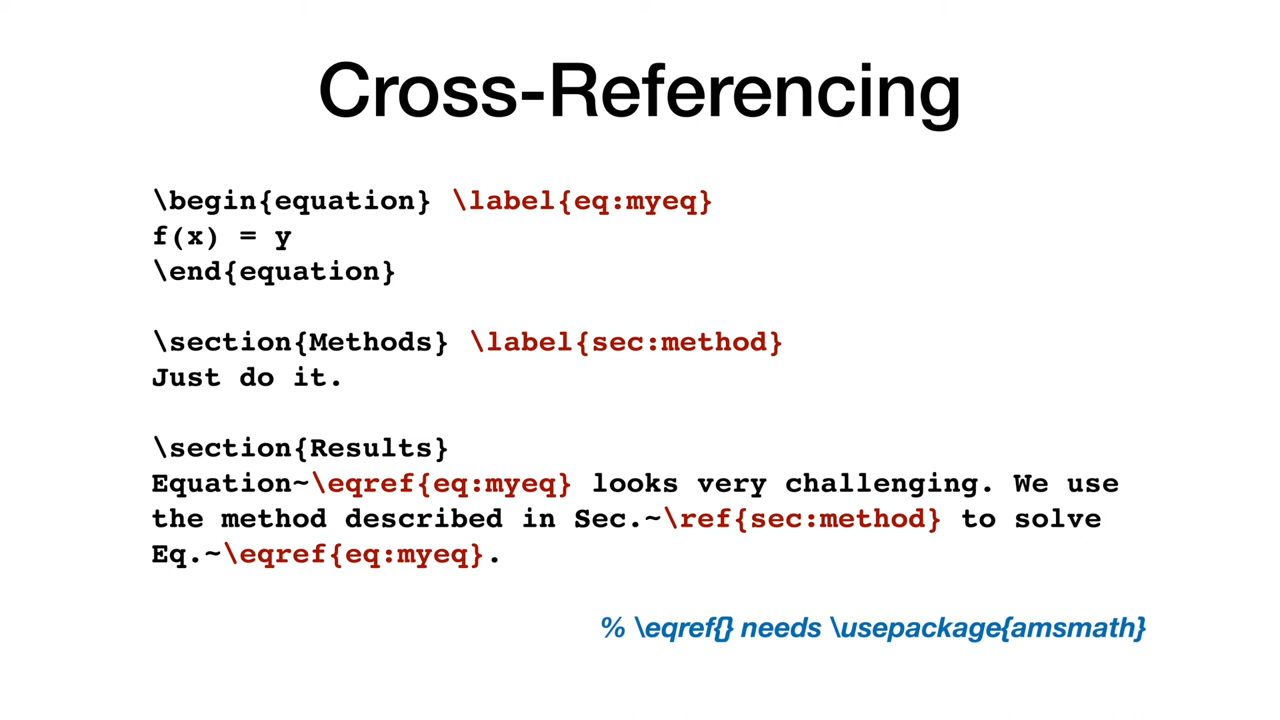 Cross-Referencing
\begin{equation} \label{eq:myeq}
f(x) = y
\end{equation}
\section{Methods} \label{sec:method}
Just do it.
\section{Results}
Equation~\eqref{eq:myeq} looks very challenging. We use
the method described in Sec.~\ref{sec:method} to solve
Eq.~\eqref{eq:myeq}.
% \eqref{} needs \usepackage{amsmath}